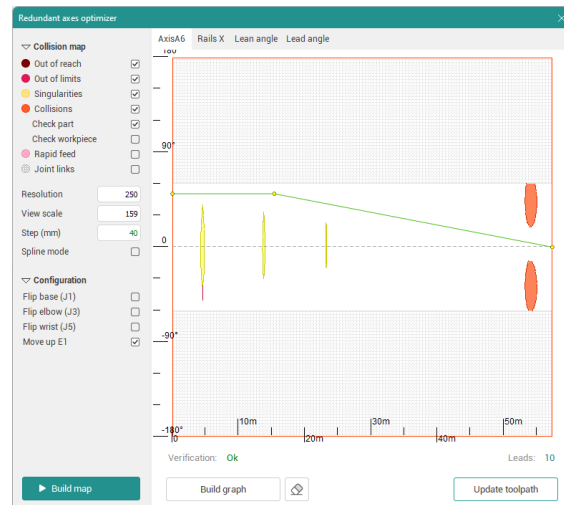 Redundant axes optimizer
Collision map
Out of reach
Out of limits
Singularities
Collisions
Check part
Check workpiece
Rapid feed
Joint links
Resolution 250
View scale 159
Step (mm) 40
Spline mode
Configuration
Flip base (J1)
Flip elbow (J3)
Flip wrist (J5)
Move up E1
Build map
AxisA6 Rails X Lean angle Lead angle
180°
90°
0
-90°
-180°
0 10m 20m 30m 40m 50m
Verification: Ok Leads: 10
Build graph Update toolpath